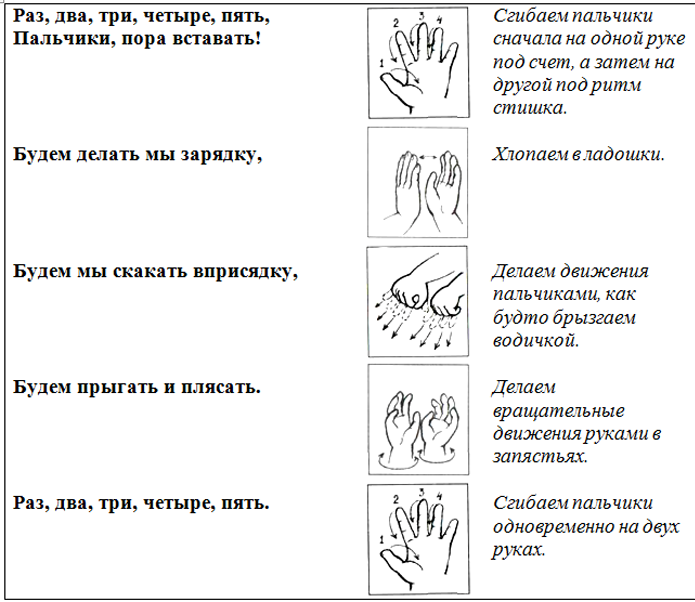 Раз, два, три, четыре, пять,
Пальчики, пора вставать!
1 2 3 4
Сгибаем пальчики
сначала на одной руке
под счет, а затем на
другой под ритм
стишка.
Будем делать мы зарядку,
Хлопаем в ладошки.
Будем мы скакать вприсядку,
Делаем движения
пальчиками, как
будто брызгаем
водичкой.
Будем прыгать и плясать.
Делаем
вращательные
движения руками в
запястьях.
Раз, два, три, четыре, пять.
1 2 3 4
Сгибаем пальчики
одновременно на двух
руках.